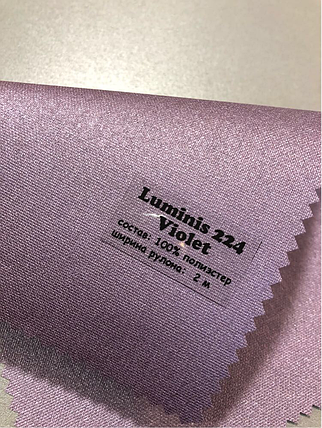 Luminis 224
Violet
состав: 100% полиэстер
ширина рулона: 2 м